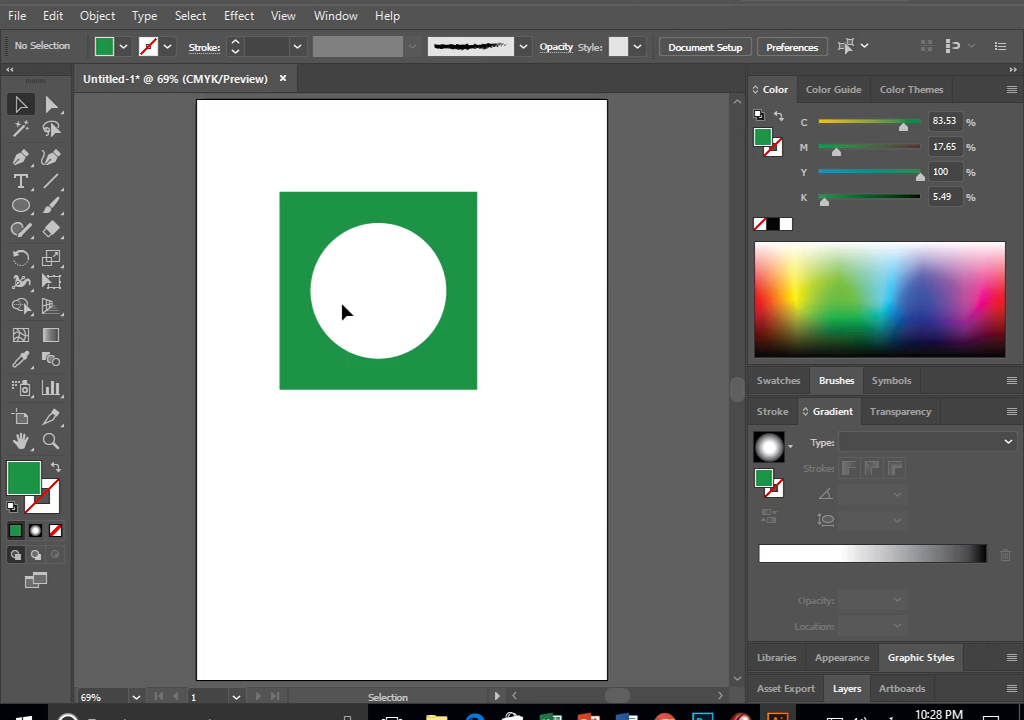 File Edit Object Type Select Effect View Window Help
No Selection Stroke: Opacity Style: Document Setup Preferences
Untitled-1* @ 69% (CMYK/Preview) ×
Color Color Guide Color Themes
C 83.53 %
M 17.65 %
Y 100 %
K 5.49 %
Swatches Brushes Symbols
Stroke Gradient Transparency
Type:
Stroke:
Opacity:
Location:
Libraries Appearance Graphic Styles
Asset Export Layers Artboards
69% 1 Selection
10:28 PM